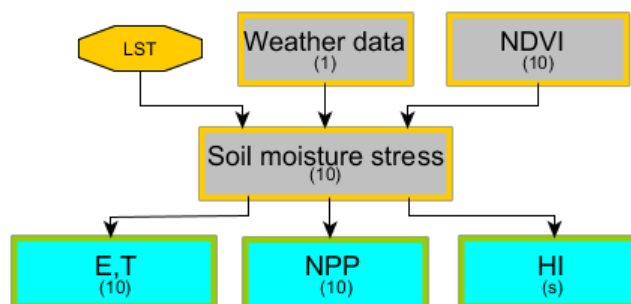 LST
Weather data
(1)
NDVI
(10)
Soil moisture stress
(10)
E,T
(10)
NPP
(10)
HI
(s)